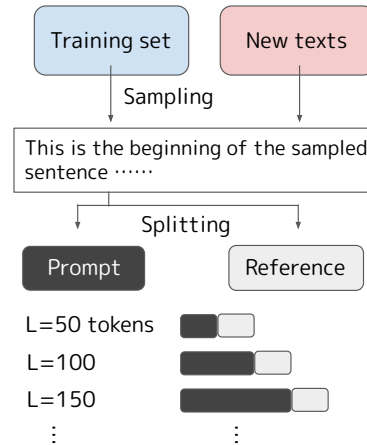 Training set
New texts
Sampling
This is the beginning of the sampled
sentence ……
Splitting
Prompt
Reference
L=50 tokens
L=100
L=150
⋮
⋮